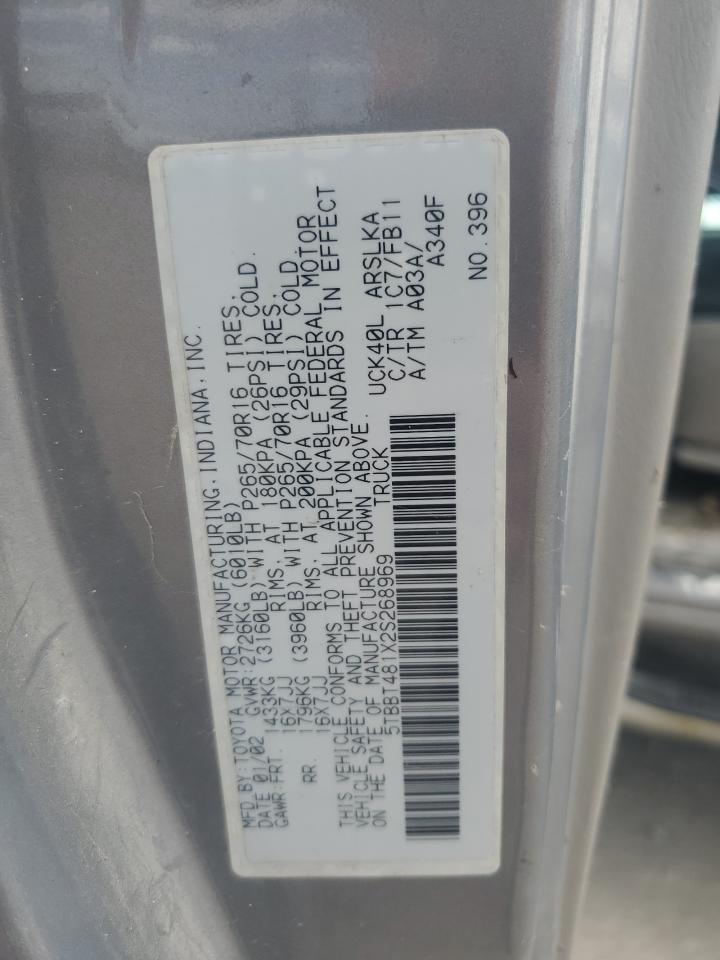 MFD.BY:TOYOTA MOTOR MANUFACTURING.INDIANA.INC.
DATE:01/02 GVWR:2726KG (6010LB)
GAWR:FRT. 1433KG (3160LB) WITH P265/70R16 TIRES.
16X7JJ RIMS. AT 180KPA (26PSI) COLD.
RR. 1796KG (3960LB) WITH P265/70R16 TIRES.
16X7JJ RIMS. AT 200KPA (29PSI) COLD
THIS VEHICLE CONFORMS TO ALL APPLICABLE FEDERAL MOTOR
VEHICLE SAFETY AND THEFT PREVENTION STANDARDS IN EFFECT
ON THE DATE OF MANUFACTURE SHOWN ABOVE.
5TBBT481X2S268969 TRUCK
UCK40L ARSLKA
C/TR 1C7/FB11
A/TM A03A/
A340F
NO.396